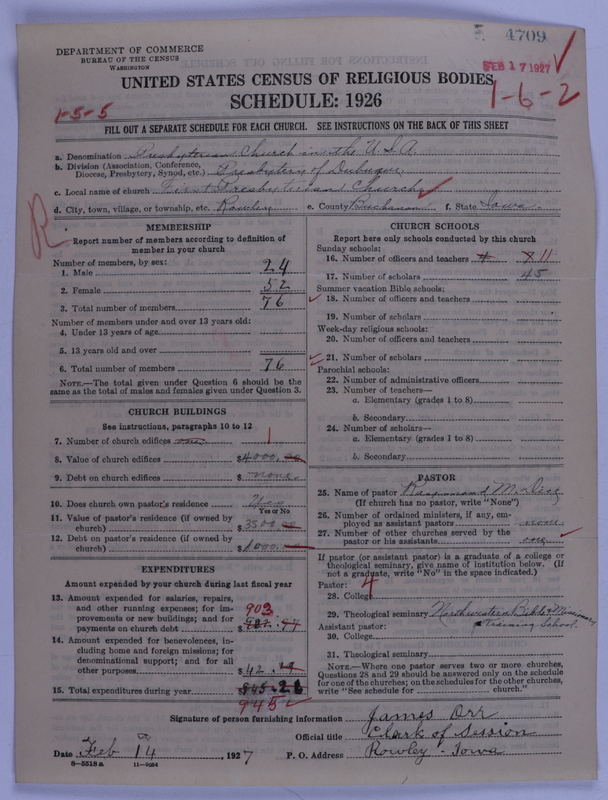 4709
FEB 17 1927
1-6-2
1-5-5
DEPARTMENT OF COMMERCE
BUREAU OF THE CENSUS
WASHINGTON
UNITED STATES CENSUS OF RELIGIOUS BODIES
SCHEDULE: 1926
FILL OUT A SEPARATE SCHEDULE FOR EACH CHURCH. SEE INSTRUCTIONS ON THE BACK OF THIS SHEET
a. Denomination Presbyterian Church in the U.S.A.
b. Division (Association, Conference, Diocese, Presbytery, Synod, etc.) Presbytery of Dubuque
c. Local name of church First Presbyterian Church
d. City, town, village, or township, etc. Rowley e. County Buchanan f. State Iowa
R
MEMBERSHIP
Report number of members according to definition of member in your church
Number of members, by sex:
1. Male 24
2. Female 52
3. Total number of members 76
Number of members under and over 13 years old:
4. Under 13 years of age
5. 13 years old and over
6. Total number of members 76
NOTE.—The total given under Question 6 should be the same as the total of males and females given under Question 3.
CHURCH BUILDINGS
See instructions, paragraphs 10 to 12
7. Number of church edifices one 1
8. Value of church edifices $4000.00
9. Debt on church edifices $ none
10. Does church own pastor's residence Yes
Yes or No
11. Value of pastor's residence (if owned by church) $3500
12. Debt on pastor's residence (if owned by church) $1000
EXPENDITURES
Amount expended by your church during last fiscal year
13. Amount expended for salaries, repairs, and other running expenses; for improvements or new buildings; and for payments on church debt $ 903
14. Amount expended for benevolences, including home and foreign missions; for denominational support; and for all other purposes $42.
15. Total expenditures during year $945.26
945
CHURCH SCHOOLS
Report here only schools conducted by this church
Sunday schools:
16. Number of officers and teachers 11
17. Number of scholars 45
Summer vacation Bible schools:
18. Number of officers and teachers
19. Number of scholars
Week-day religious schools:
20. Number of officers and teachers
21. Number of scholars
Parochial schools:
22. Number of administrative officers
23. Number of teachers—
a. Elementary (grades 1 to 8)
b. Secondary
24. Number of scholars—
a. Elementary (grades 1 to 8)
b. Secondary
PASTOR
25. Name of pastor
(If church has no pastor, write "None")
26. Number of ordained ministers, if any, employed as assistant pastors none
27. Number of other churches served by the pastor or his assistants one
If pastor (or assistant pastor) is a graduate of a college or theological seminary, give name of institution below. (If not a graduate, write "No" in the space indicated.)
Pastor: 4
28. College
29. Theological seminary Northwestern Bible & Missionary Training School
Assistant pastor:
30. College
31. Theological seminary
NOTE.—Where one pastor serves two or more churches, Questions 28 and 29 should be answered only on the schedule for one of the churches; on the schedules for the other churches write "See schedule for church."
Signature of person furnishing information James Orr
Official title Clerk of Session
Date Feb 14, 1927 P. O. Address Rowley - Iowa
8-5518a 11-9034